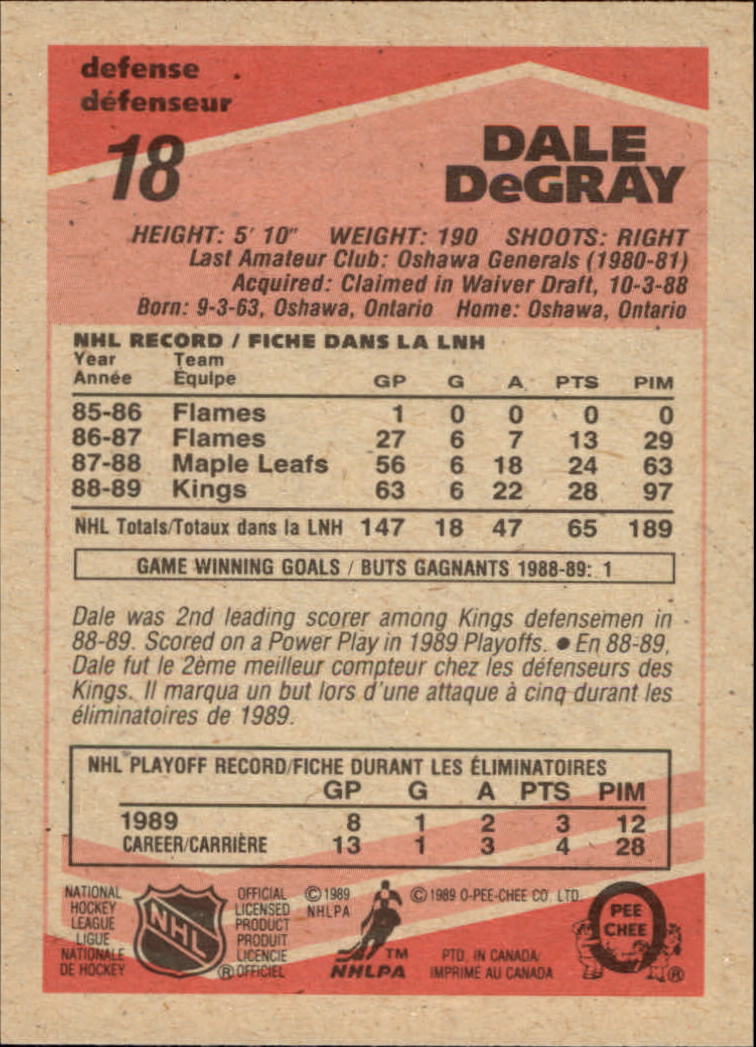 defense
défenseur
18
DALE
DeGRAY
HEIGHT: 5' 10" WEIGHT: 190 SHOOTS: RIGHT
Last Amateur Club: Oshawa Generals (1980-81)
Acquired: Claimed in Waiver Draft, 10-3-88
Born: 9-3-63, Oshawa, Ontario Home: Oshawa, Ontario
NHL RECORD / FICHE DANS LA LNH
Year Team
Année Équipe GP G A PTS PIM
85-86 Flames 1 0 0 0 0
86-87 Flames 27 6 7 13 29
87-88 Maple Leafs 56 6 18 24 63
88-89 Kings 63 6 22 28 97
NHL Totals/Totaux dans la LNH 147 18 47 65 189
GAME WINNING GOALS / BUTS GAGNANTS 1988-89: 1
Dale was 2nd leading scorer among Kings defensemen in
88-89. Scored on a Power Play in 1989 Playoffs. ● En 88-89,
Dale fut le 2ème meilleur compteur chez les défenseurs des
Kings. Il marqua un but lors d'une attaque à cinq durant les
éliminatoires de 1989.
NHL PLAYOFF RECORD/FICHE DURANT LES ÉLIMINATOIRES
GP G A PTS PIM
1989 8 1 2 3 12
CAREER/CARRIÈRE 13 1 3 4 28
NATIONAL
HOCKEY
LEAGUE
LIGUE
NATIONALE
DE HOCKEY
NHL
OFFICIAL
LICENSED
PRODUCT
PRODUIT
LICENCIE
® OFFICIEL
© 1989
NHLPA
TM
NHLPA
© 1989 O-PEE-CHEE CO. LTD.
PTD. IN CANADA
IMPRIMÉ AU CANADA
PEE
CHEE
®